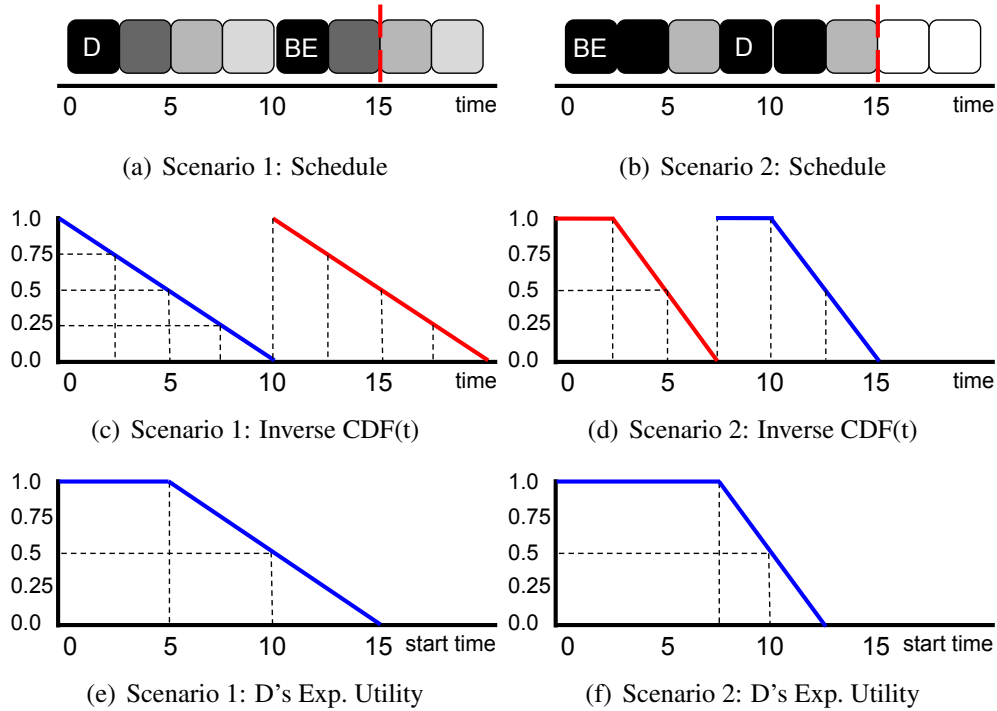 D BE
0 5 10 15 time
(a) Scenario 1: Schedule
BE D
0 5 10 15 time
(b) Scenario 2: Schedule
1.0
0.75
0.5
0.25
0.0
0 5 10 15 time
(c) Scenario 1: Inverse CDF(t)
1.0
0.75
0.5
0.25
0.0
0 5 10 15 time
(d) Scenario 2: Inverse CDF(t)
1.0
0.75
0.5
0.25
0.0
0 5 10 15 start time
(e) Scenario 1: D's Exp. Utility
1.0
0.75
0.5
0.25
0.0
0 5 10 15 start time
(f) Scenario 2: D's Exp. Utility